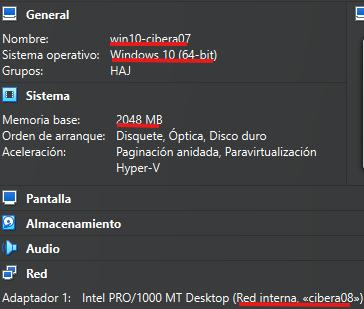 General
Nombre: win10-cibera07
Sistema operativo: Windows 10 (64-bit)
Grupos: HAJ
Sistema
Memoria base: 2048 MB
Orden de arranque: Disquete, Óptica, Disco duro
Aceleración: Paginación anidada, Paravirtualización
Hyper-V
Pantalla
Almacenamiento
Audio
Red
Adaptador 1: Intel PRO/1000 MT Desktop (Red interna, «cibera08»)